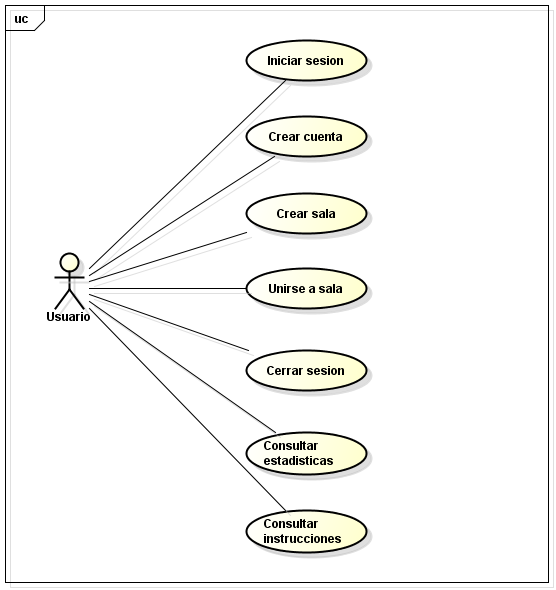 uc
Iniciar sesion
Crear cuenta
Crear sala
Unirse a sala
Usuario
Cerrar sesion
Consultar
estadisticas
Consultar
instrucciones